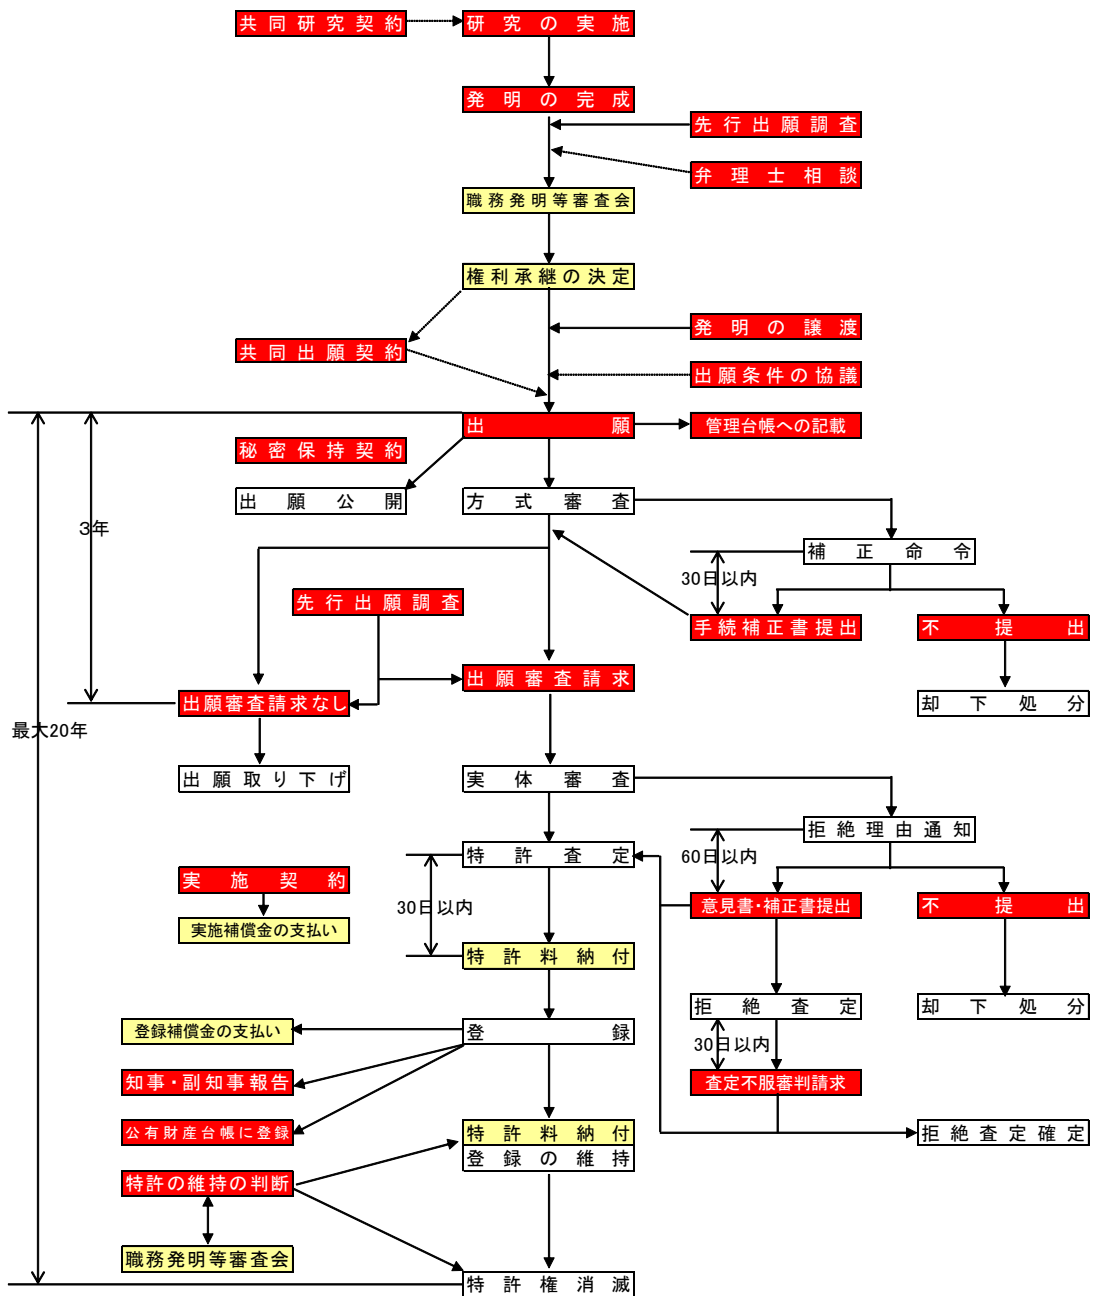 共同研究契約
研究の実施
発明の完成
先行出願調査
弁理士相談
職務発明等審査会
権利承継の決定
発明の譲渡
共同出願契約
出願条件の協議
出願
管理台帳への記載
秘密保持契約
出願公開
方式審査
3年
補正命令
30日以内
先行出願調査
手続補正書提出
不提出
出願審査請求
出願審査請求なし
却下処分
最大20年
出願取り下げ
実体審査
拒絶理由通知
特許査定
60日以内
実施契約
30日以内
意見書・補正書提出
不提出
実施補償金の支払い
特許料納付
拒絶査定
却下処分
登録補償金の支払い
登録
30日以内
知事・副知事報告
査定不服審判請求
公有財産台帳に登録
特許料納付
拒絶査定確定
登録の維持
特許の維持の判断
職務発明等審査会
特許権消滅